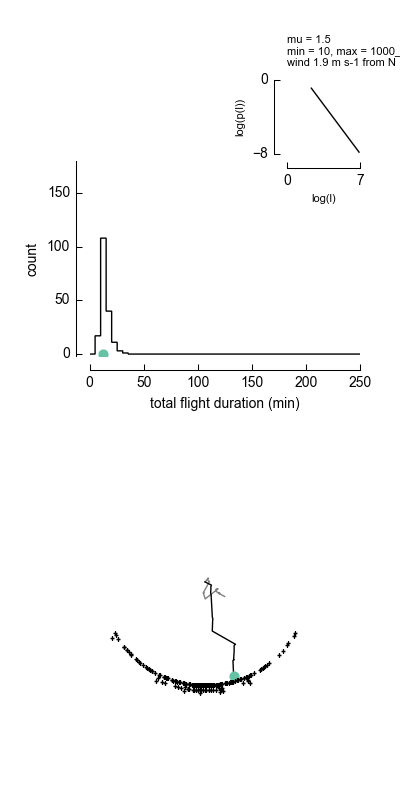 mu = 1.5
min = 10, max = 1000_
wind 1.9 m s-1 from N
0
log(p(l))
−8
0 7
log(l)
150
100
count
50
0
0 50 100 150 200 250
total flight duration (min)